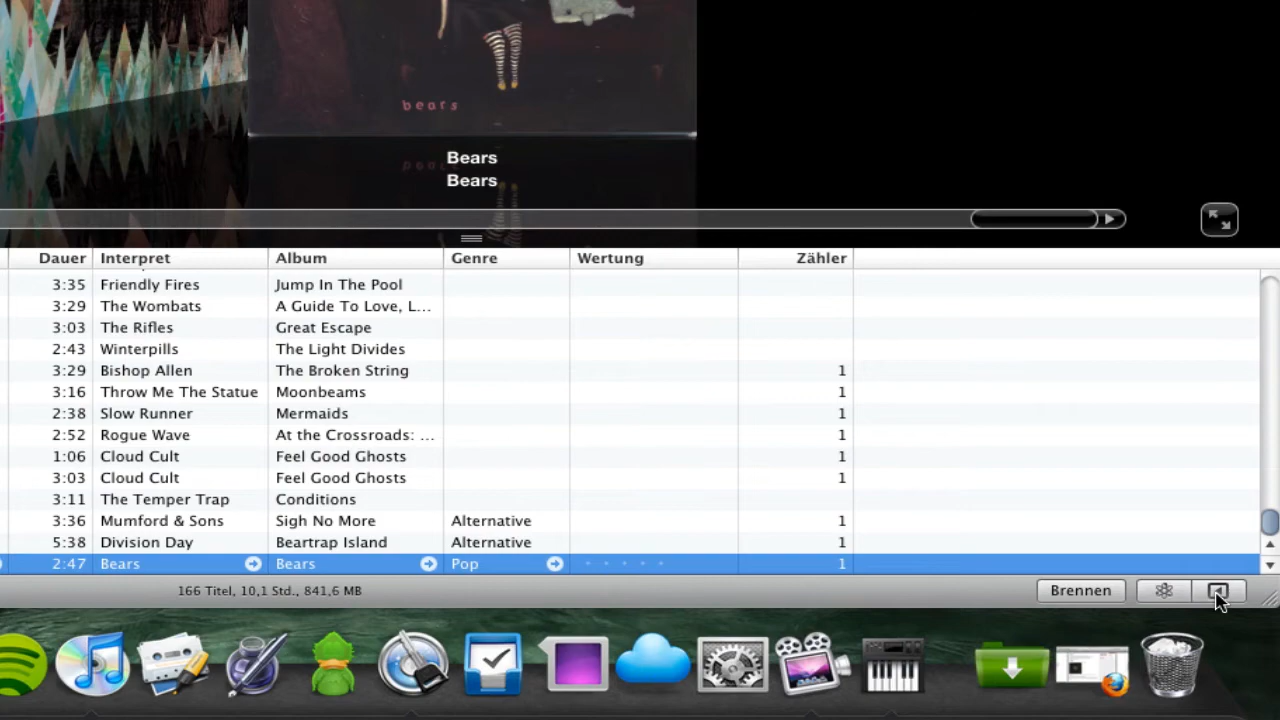 bears
Bears
Bears
Dauer Interpret Album Genre Wertung Zähler
3:35 Friendly Fires Jump In The Pool
3:29 The Wombats A Guide To Love, L...
3:03 The Rifles Great Escape
2:43 Winterpills The Light Divides
3:29 Bishop Allen The Broken String 1
3:16 Throw Me The Statue Moonbeams 1
2:38 Slow Runner Mermaids 1
2:52 Rogue Wave At the Crossroads: ... 1
1:06 Cloud Cult Feel Good Ghosts 1
3:03 Cloud Cult Feel Good Ghosts 1
3:11 The Temper Trap Conditions
3:36 Mumford & Sons Sigh No More Alternative 1
5:38 Division Day Beartrap Island Alternative 1
2:47 Bears Bears Pop 1
166 Titel, 10,1 Std., 841,6 MB Brennen